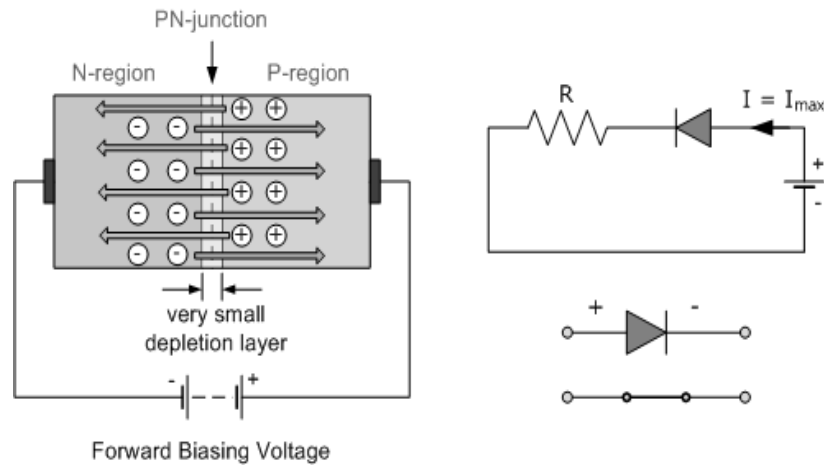 PN-junction
N-region
P-region
+ +
- -
+ +
- -
+ +
- -
+ +
- -
very small
depletion layer
- +
Forward Biasing Voltage
R
I = Imax
+
-
+ -